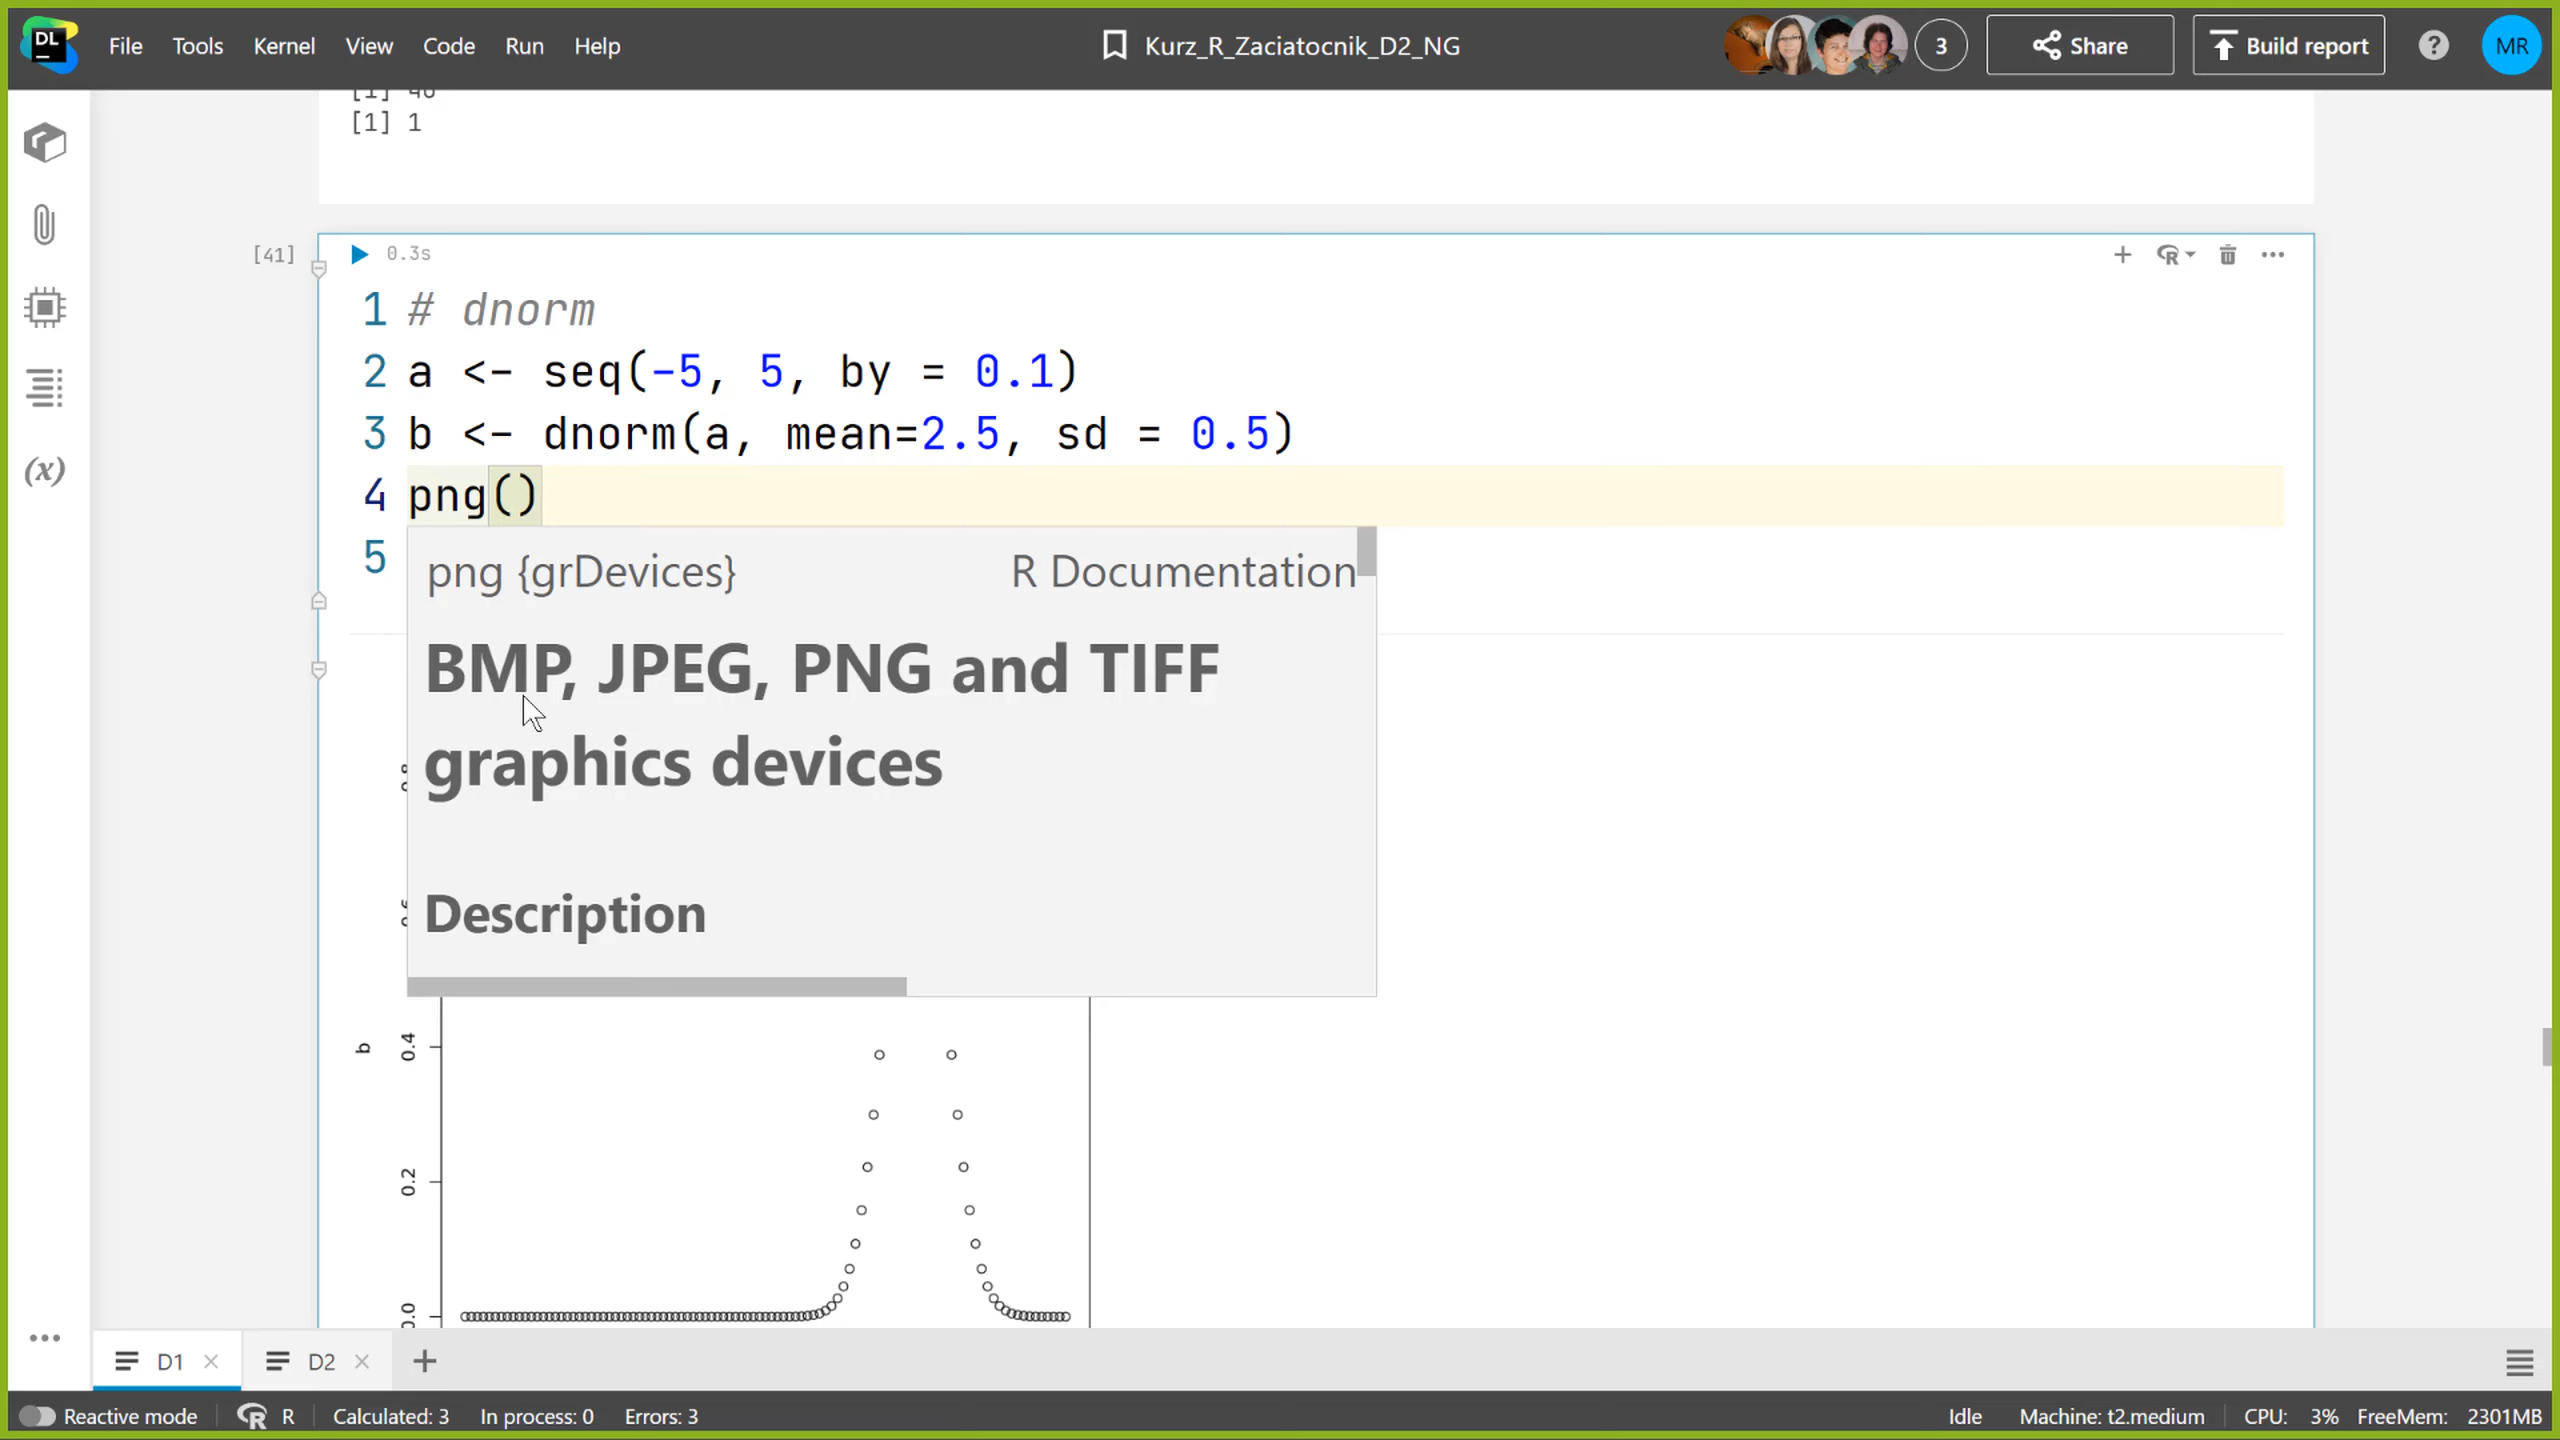 DL
File Tools Kernel View Code Run Help
Kurz_R_Zaciatocnik_D2_NG
3
Share
Build report
?
MR
[1] 1
[41]
0.3s
R
1 # dnorm
2 a <- seq(-5, 5, by = 0.1)
3 b <- dnorm(a, mean=2.5, sd = 0.5)
4 png()
5
(x)
png {grDevices} R Documentation
BMP, JPEG, PNG and TIFF
graphics devices
Description
b
0.4
0.2
D1
D2
Reactive mode R R Calculated: 3 In process: 0 Errors: 3
Idle Machine: t2.medium CPU: 3% FreeMem: 2301MB